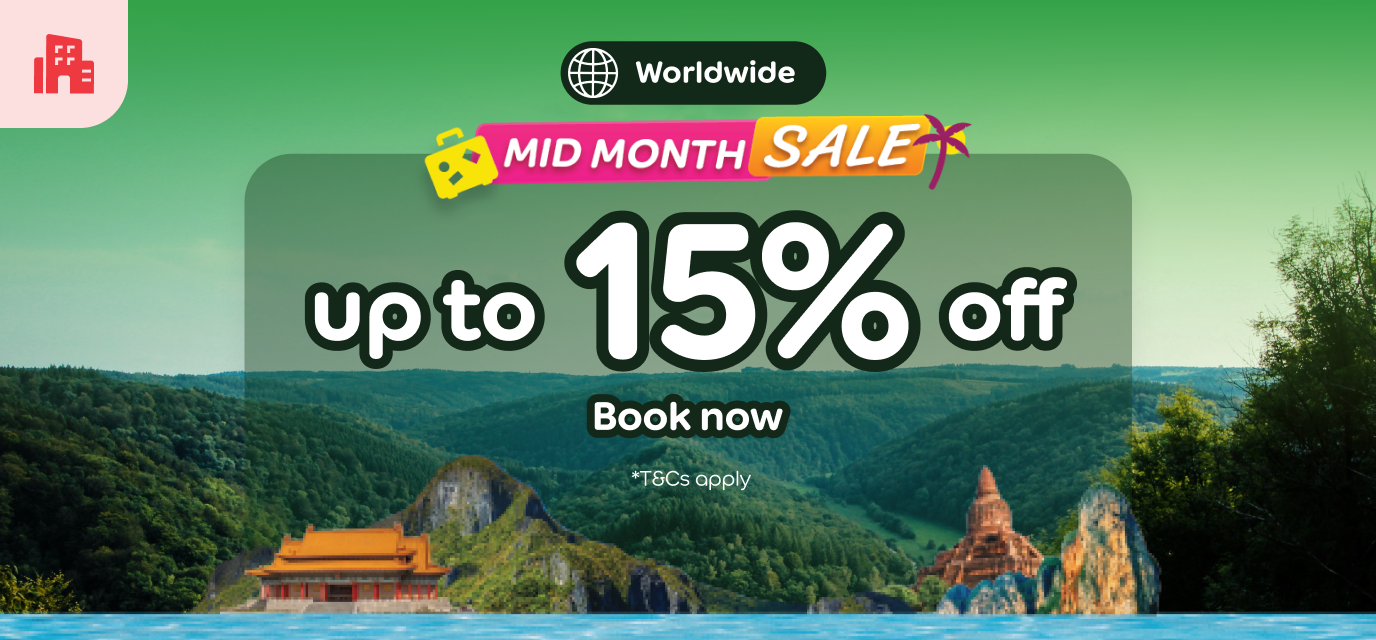 Worldwide
MID MONTH SALE
up to 15% off
Book now
*T&Cs apply